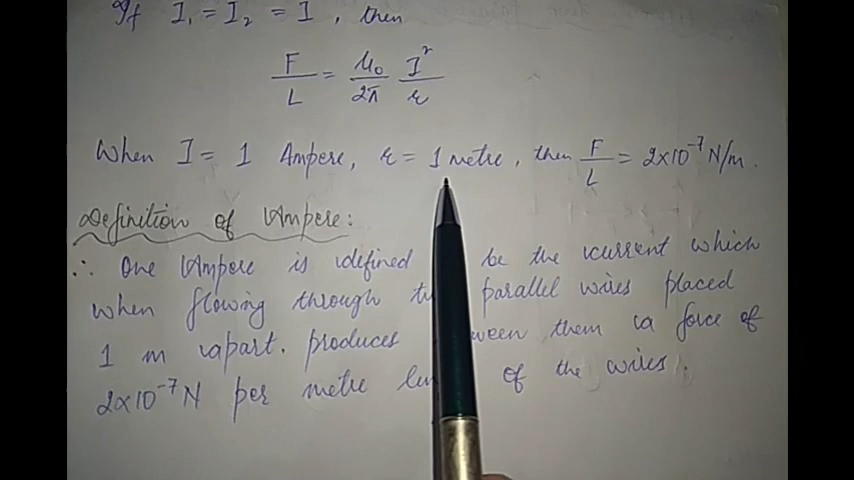 If I₁ = I₂ = I, then
F/L = μ₀/2π I²/r
When I = 1 Ampere, r = 1 metre, then F/L = 2×10⁻⁷ N/m.
Definition of Ampere:
∴ One Ampere is defined be the current which
when flowing through parallel wires placed
1 m apart. produces them a force of
2×10⁻⁷ N per metre of the wires.